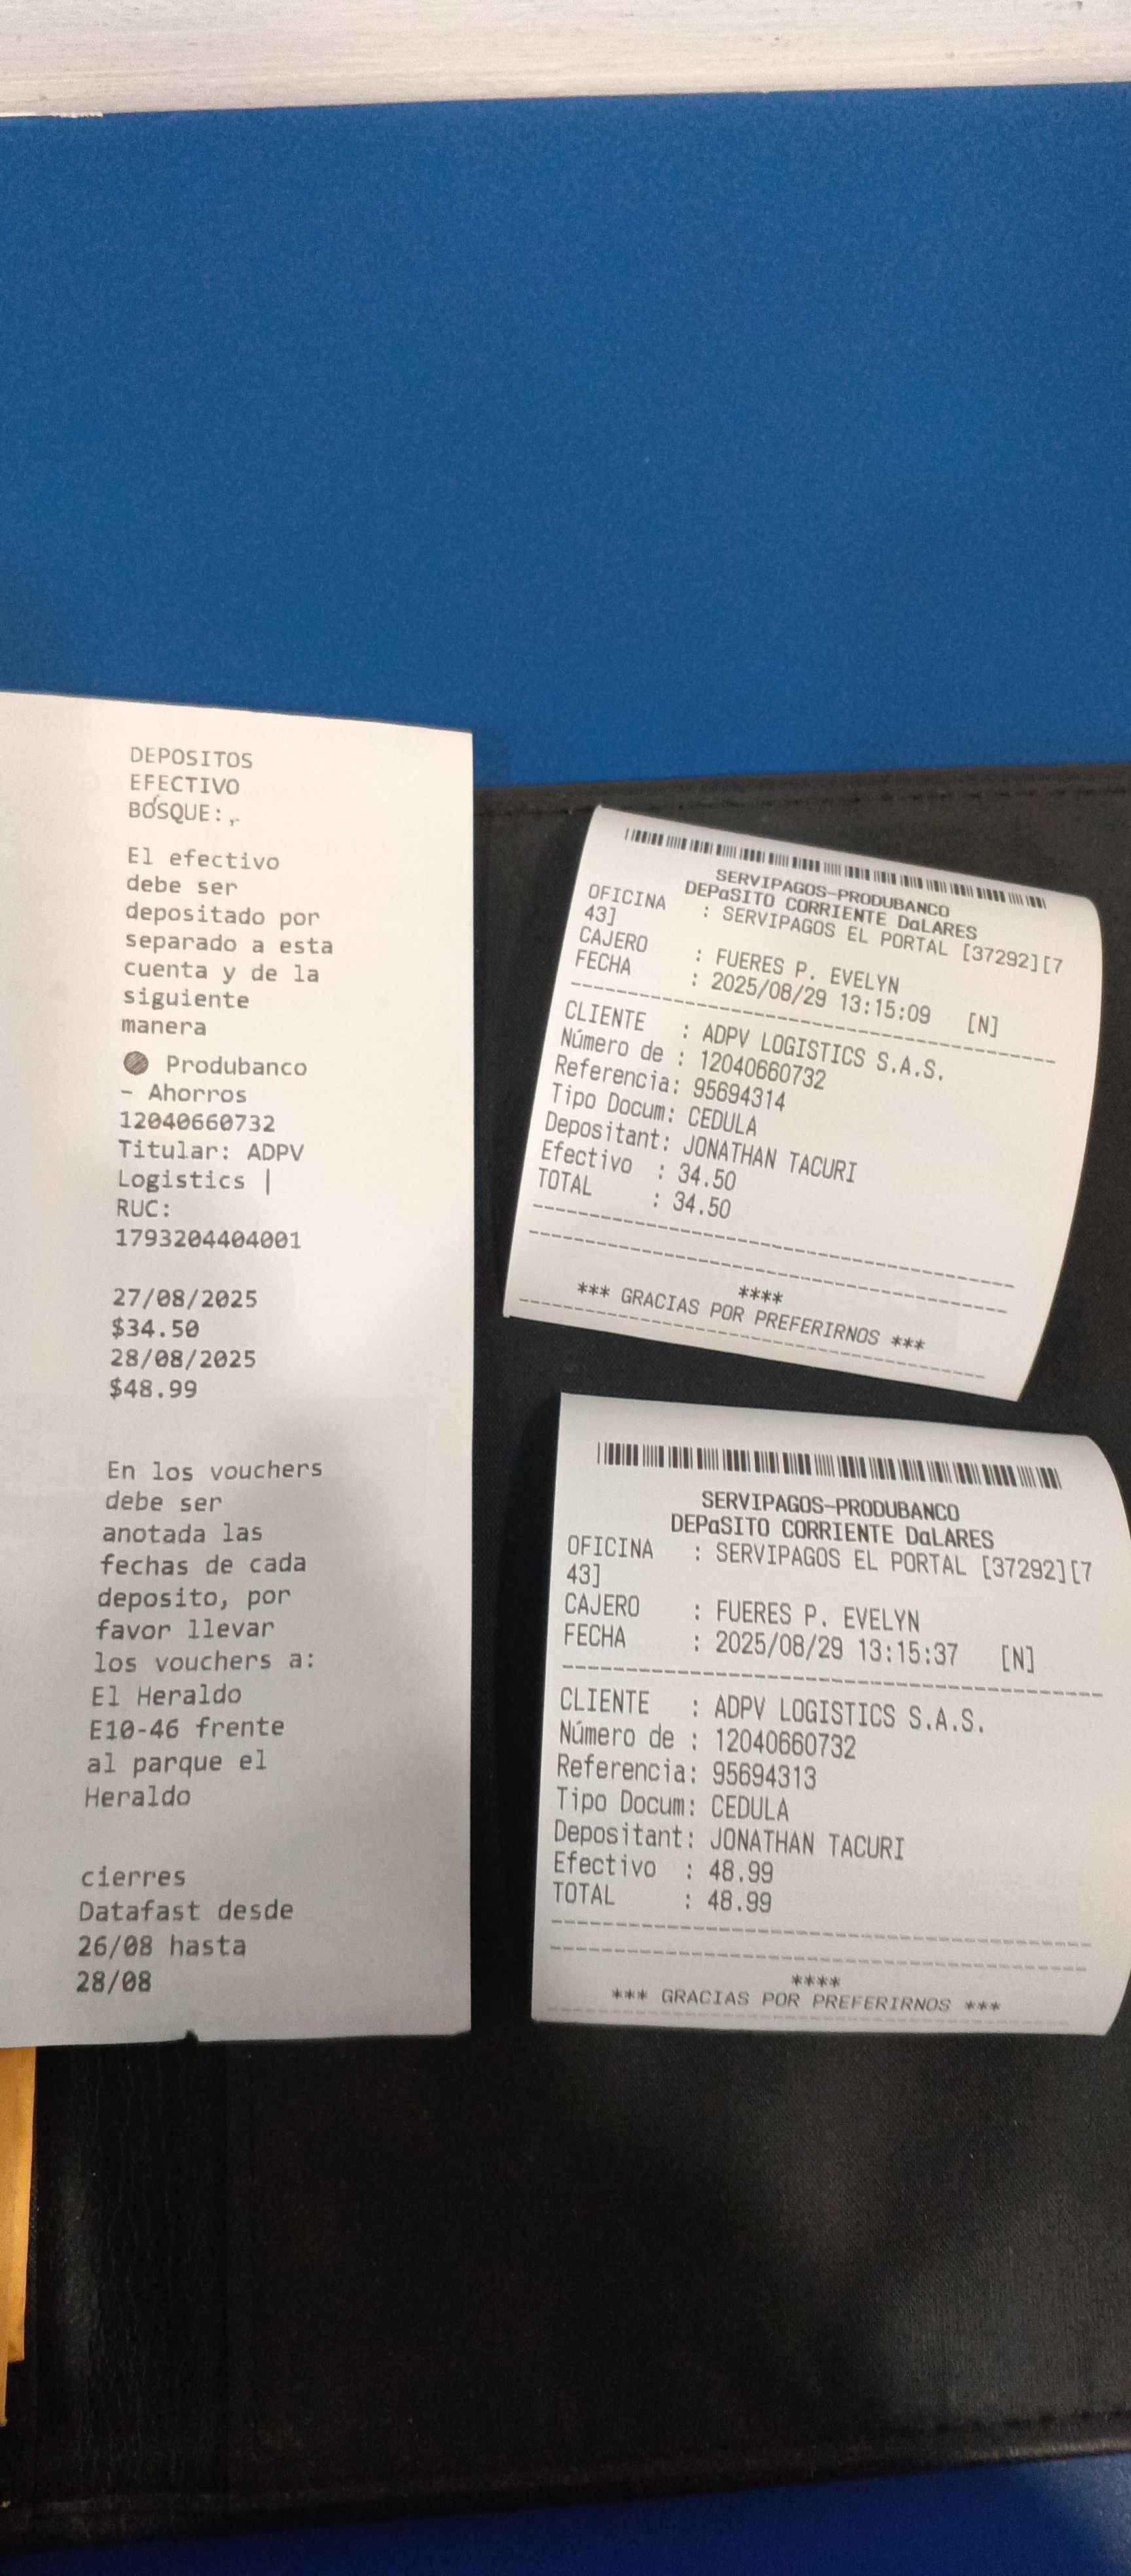 DEPOSITOS
EFECTIVO
BOSQUE:,
El efectivo
debe ser
depositado por
separado a esta
cuenta y de la
siguiente
manera
Produbanco
- Ahorros
12040660732
Titular: ADPV
Logistics |
RUC:
1793204404001
27/08/2025
$34.50
28/08/2025
$48.99
En los vouchers
debe ser
anotada las
fechas de cada
deposito, por
favor llevar
los vouchers a:
El Heraldo
E10-46 frente
al parque el
Heraldo
cierres
Datafast desde
26/08 hasta
28/08
SERVIPAGOS-PRODUBANCO
DEPaSITO CORRIENTE DaLARES
OFICINA : SERVIPAGOS EL PORTAL [37292][7
43]
CAJERO : FUERES P. EVELYN
FECHA : 2025/08/29 13:15:09 [N]
CLIENTE : ADPV LOGISTICS S.A.S.
Número de : 12040660732
Referencia: 95694314
Tipo Docum: CEDULA
Depositant: JONATHAN TACURI
Efectivo : 34.50
TOTAL : 34.50
****
*** GRACIAS POR PREFERIRNOS ***
SERVIPAGOS-PRODUBANCO
DEPaSITO CORRIENTE DaLARES
OFICINA : SERVIPAGOS EL PORTAL [37292][7
43]
CAJERO : FUERES P. EVELYN
FECHA : 2025/08/29 13:15:37 [N]
CLIENTE : ADPV LOGISTICS S.A.S.
Número de : 12040660732
Referencia: 95694313
Tipo Docum: CEDULA
Depositant: JONATHAN TACURI
Efectivo : 48.99
TOTAL : 48.99
****
*** GRACIAS POR PREFERIRNOS ***